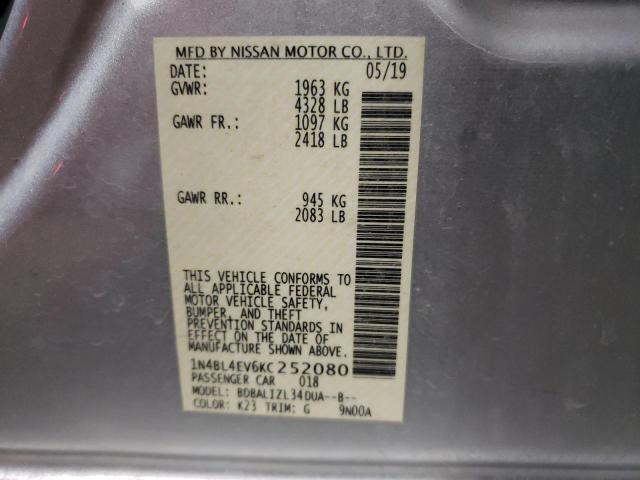 MFD BY NISSAN MOTOR CO., LTD.
DATE: 05/19
GVWR: 1963 KG
4328 LB
GAWR FR.: 1097 KG
2418 LB
GAWR RR.: 945 KG
2083 LB
THIS VEHICLE CONFORMS TO
ALL APPLICABLE FEDERAL
MOTOR VEHICLE SAFETY,
BUMPER, AND THEFT
PREVENTION STANDARDS IN
EFFECT ON THE DATE OF
MANUFACTURE SHOWN ABOVE.
1N4BL4EV6KC252080
PASSENGER CAR 018
MODEL: BDBALIZL34DUA--B--
COLOR: K23 TRIM: G 9N00A